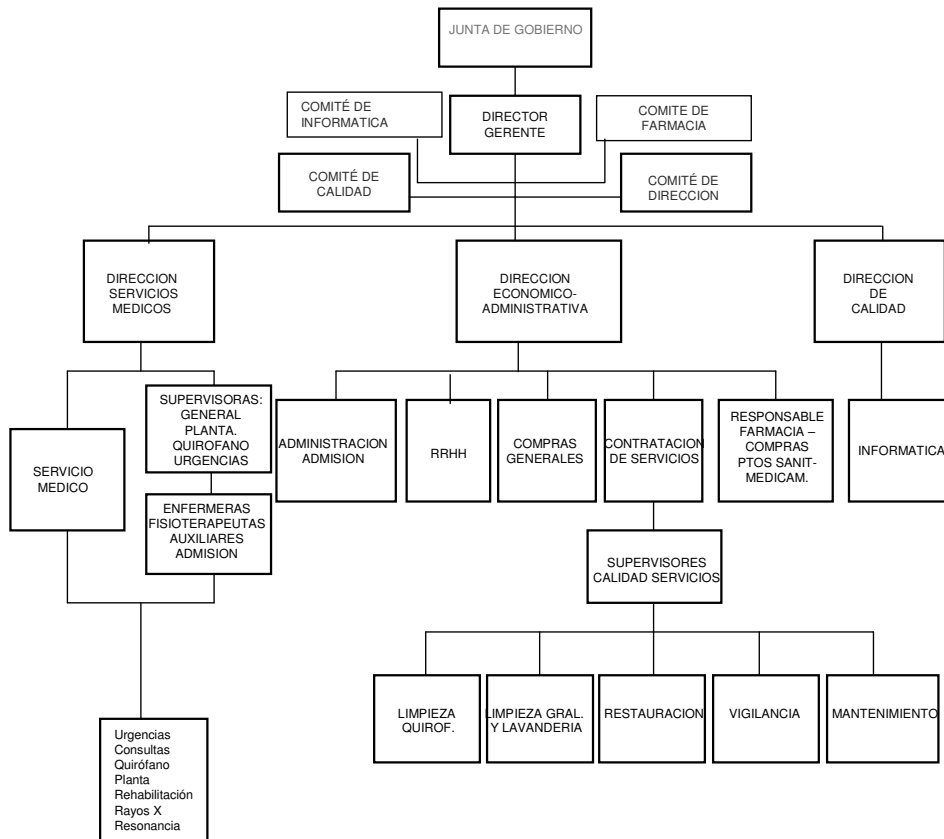 JUNTA DE GOBIERNO
COMITÉ DE
INFORMATICA
DIRECTOR
GERENTE
COMITE DE
FARMACIA
COMITÉ DE
CALIDAD
COMITÉ DE
DIRECCION
DIRECCION
SERVICIOS
MEDICOS
DIRECCION
ECONOMICO-
ADMINISTRATIVA
DIRECCION
DE
CALIDAD
SERVICIO
MEDICO
SUPERVISORAS:
GENERAL
PLANTA.
QUIROFANO
URGENCIAS
ADMINISTRACION
ADMISION
RRHH
COMPRAS
GENERALES
CONTRATACION
DE SERVICIOS
RESPONSABLE
FARMACIA –
COMPRAS
PTOS SANIT-
MEDICAM.
INFORMATICA
ENFERMERAS
FISIOTERAPEUTAS
AUXILIARES
ADMISION
SUPERVISORES
CALIDAD SERVICIOS
LIMPIEZA
QUIROF.
LIMPIEZA GRAL.
Y LAVANDERIA
RESTAURACION
VIGILANCIA
MANTENIMIENTO
Urgencias
Consultas
Quirófano
Planta
Rehabilitación
Rayos X
Resonancia